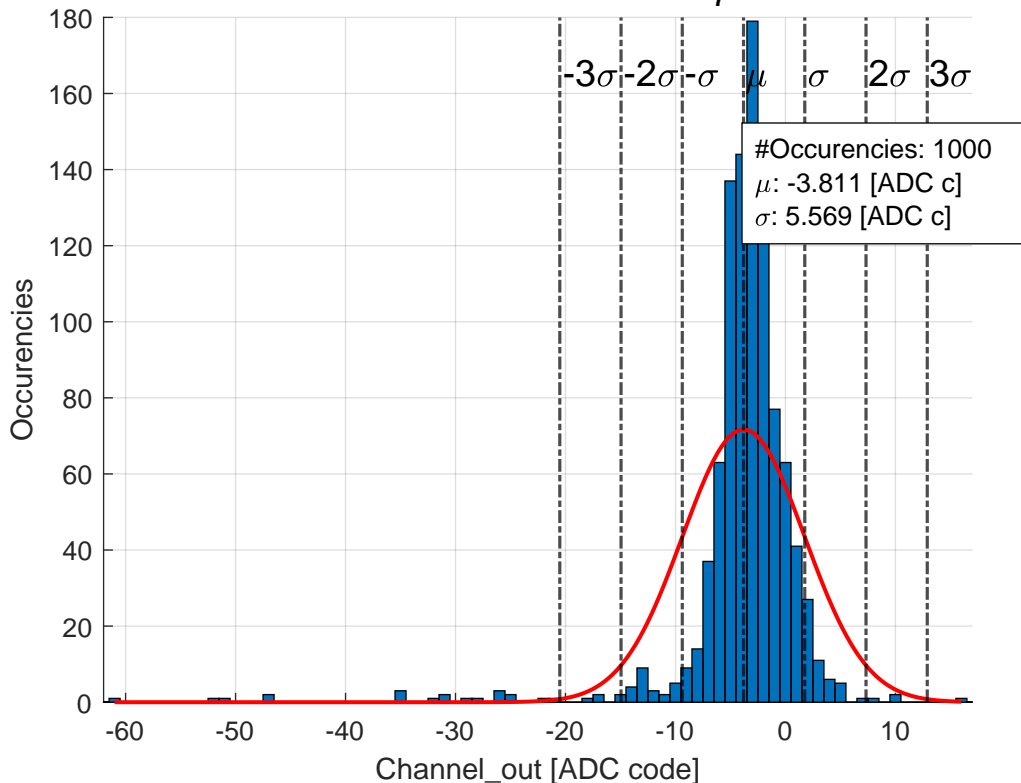 180
160
140
120
100
80
60
40
20
0
Occurencies
-3σ -2σ -σ μ σ 2σ 3σ
#Occurencies: 1000
μ: -3.811 [ADC c]
σ: 5.569 [ADC c]
-60 -50 -40 -30 -20 -10 0 10
Channel_out [ADC code]